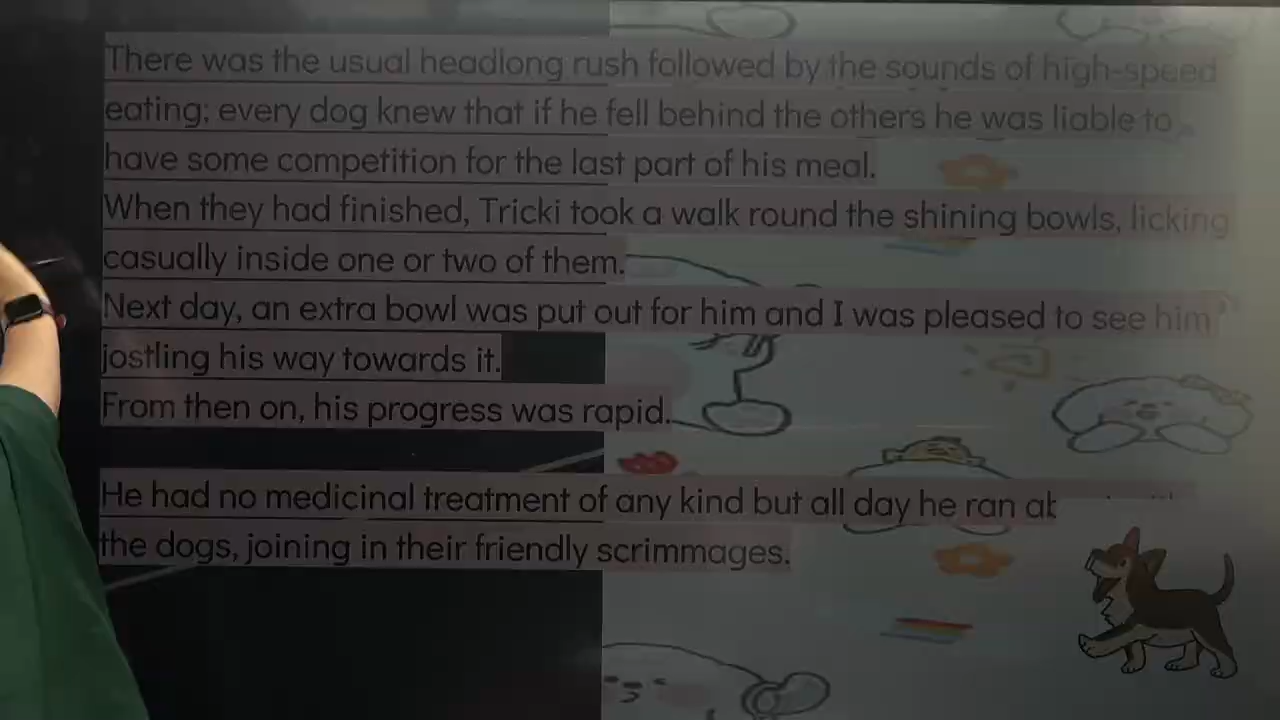 There was the usual headlong rush followed by the sounds of high-speed
eating; every dog knew that if he fell behind the others he was liable to
have some competition for the last part of his meal.
When they had finished, Tricki took a walk round the shining bowls, licking
casually inside one or two of them.
Next day, an extra bowl was put out for him and I was pleased to see him
jostling his way towards it.
From then on, his progress was rapid.
He had no medicinal treatment of any kind but all day he ran
the dogs, joining in their friendly scrimmages.